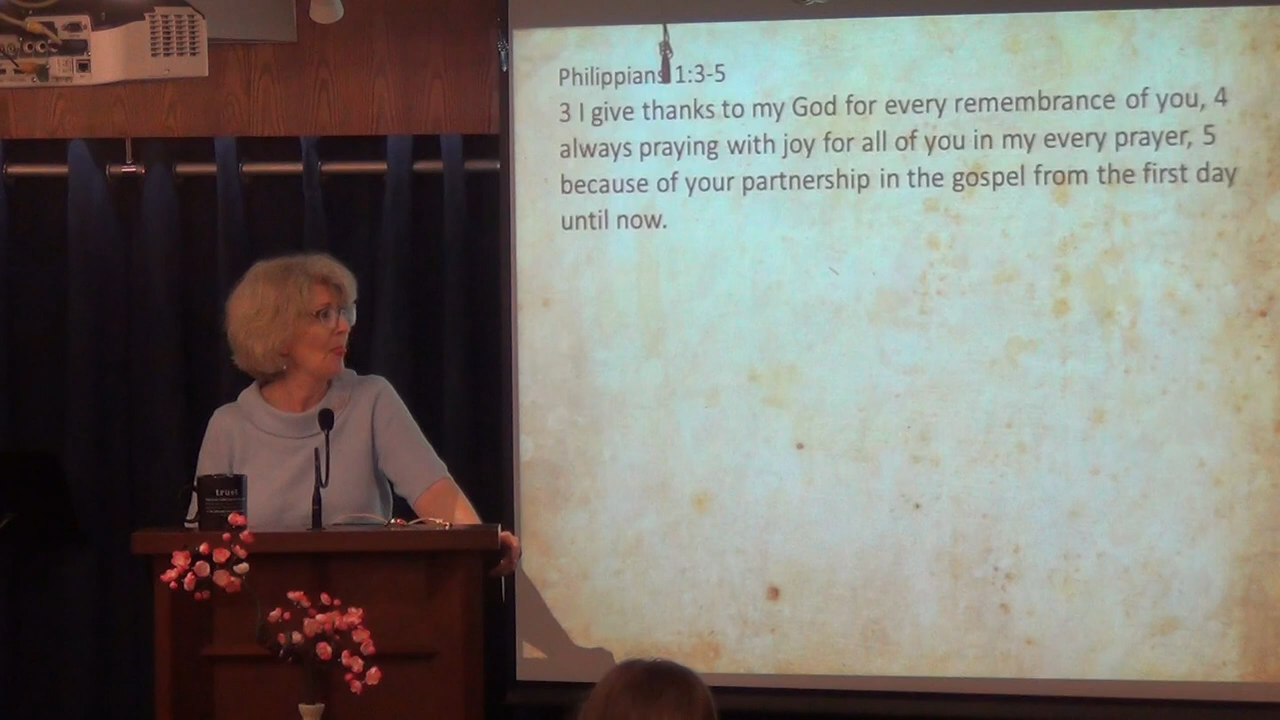 Philippians 1:3-5
3 I give thanks to my God for every remembrance of you, 4
always praying with joy for all of you in my every prayer, 5
because of your partnership in the gospel from the first day
until now.
trust